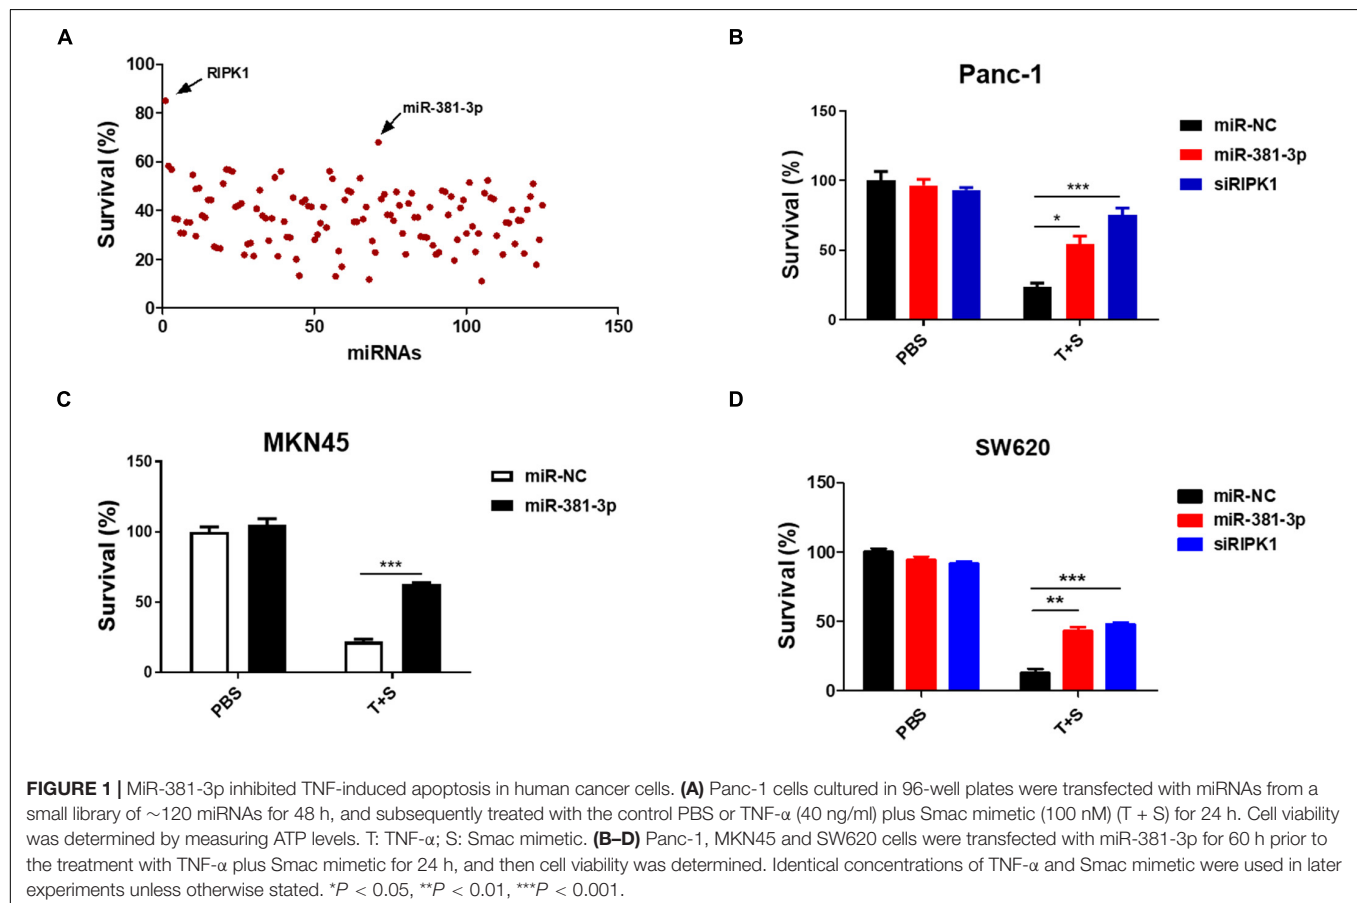 A
RIPK1
miR-381-3p
Survival (%)
100
80
60
40
20
0
0 50 100 150
miRNAs
B
Panc-1
Survival (%)
150
100
50
0
*
***
PBS T+S
miR-NC
miR-381-3p
siRIPK1
C
MKN45
Survival (%)
150
100
50
0
***
PBS T+S
miR-NC
miR-381-3p
D
SW620
Survival (%)
150
100
50
0
**
***
PBS T+S
miR-NC
miR-381-3p
siRIPK1
FIGURE 1 | MiR-381-3p inhibited TNF-induced apoptosis in human cancer cells. (A) Panc-1 cells cultured in 96-well plates were transfected with miRNAs from a
small library of ∼120 miRNAs for 48 h, and subsequently treated with the control PBS or TNF-α (40 ng/ml) plus Smac mimetic (100 nM) (T + S) for 24 h. Cell viability
was determined by measuring ATP levels. T: TNF-α; S: Smac mimetic. (B–D) Panc-1, MKN45 and SW620 cells were transfected with miR-381-3p for 60 h prior to
the treatment with TNF-α plus Smac mimetic for 24 h, and then cell viability was determined. Identical concentrations of TNF-α and Smac mimetic were used in later
experiments unless otherwise stated. *P < 0.05, **P < 0.01, ***P < 0.001.